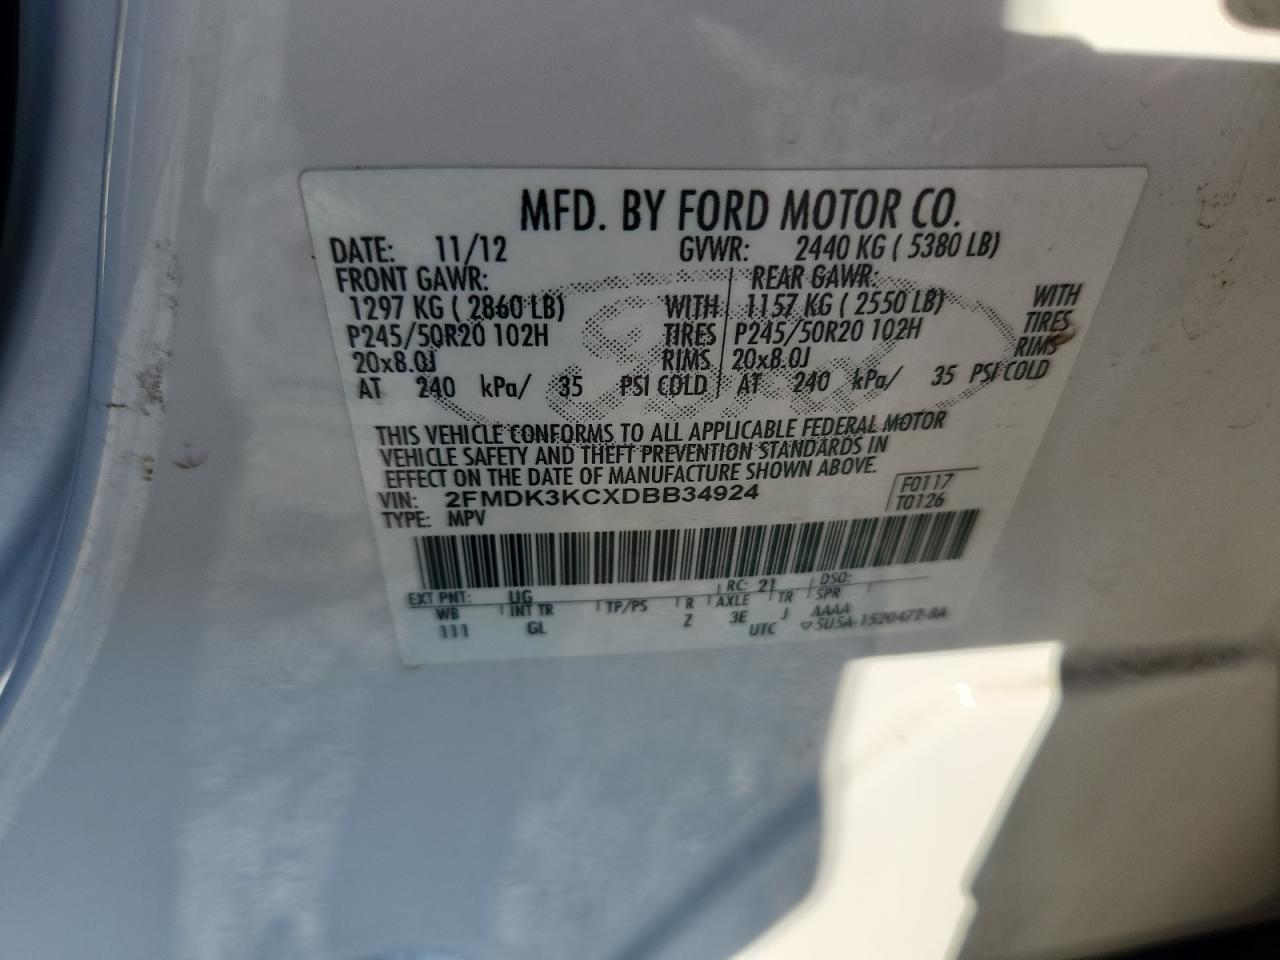 MFD. BY FORD MOTOR CO.
DATE: 11/12 GVWR: 2440 KG ( 5380 LB)
FRONT GAWR: REAR GAWR:
1297 KG ( 2860 LB) WITH 1157 KG ( 2550 LB) WITH
P245/50R20 102H TIRES P245/50R20 102H TIRES
20x8.0J RIMS 20x8.0J RIMS
AT 240 kPa/ 35 PSI COLD AT 240 kPa/ 35 PSI COLD
THIS VEHICLE CONFORMS TO ALL APPLICABLE FEDERAL MOTOR
VEHICLE SAFETY AND THEFT PREVENTION STANDARDS IN
EFFECT ON THE DATE OF MANUFACTURE SHOWN ABOVE.
VIN: 2FMDK3KCXDBB34924 F0117
TYPE: MPV T0126
EXT PNT: UG RC: 21 DSO:
WB INT TR TP/PS R AXLE TR SPR
111 GL Z 3E J AAAA
UTC ▽5U5A-1520472-BA